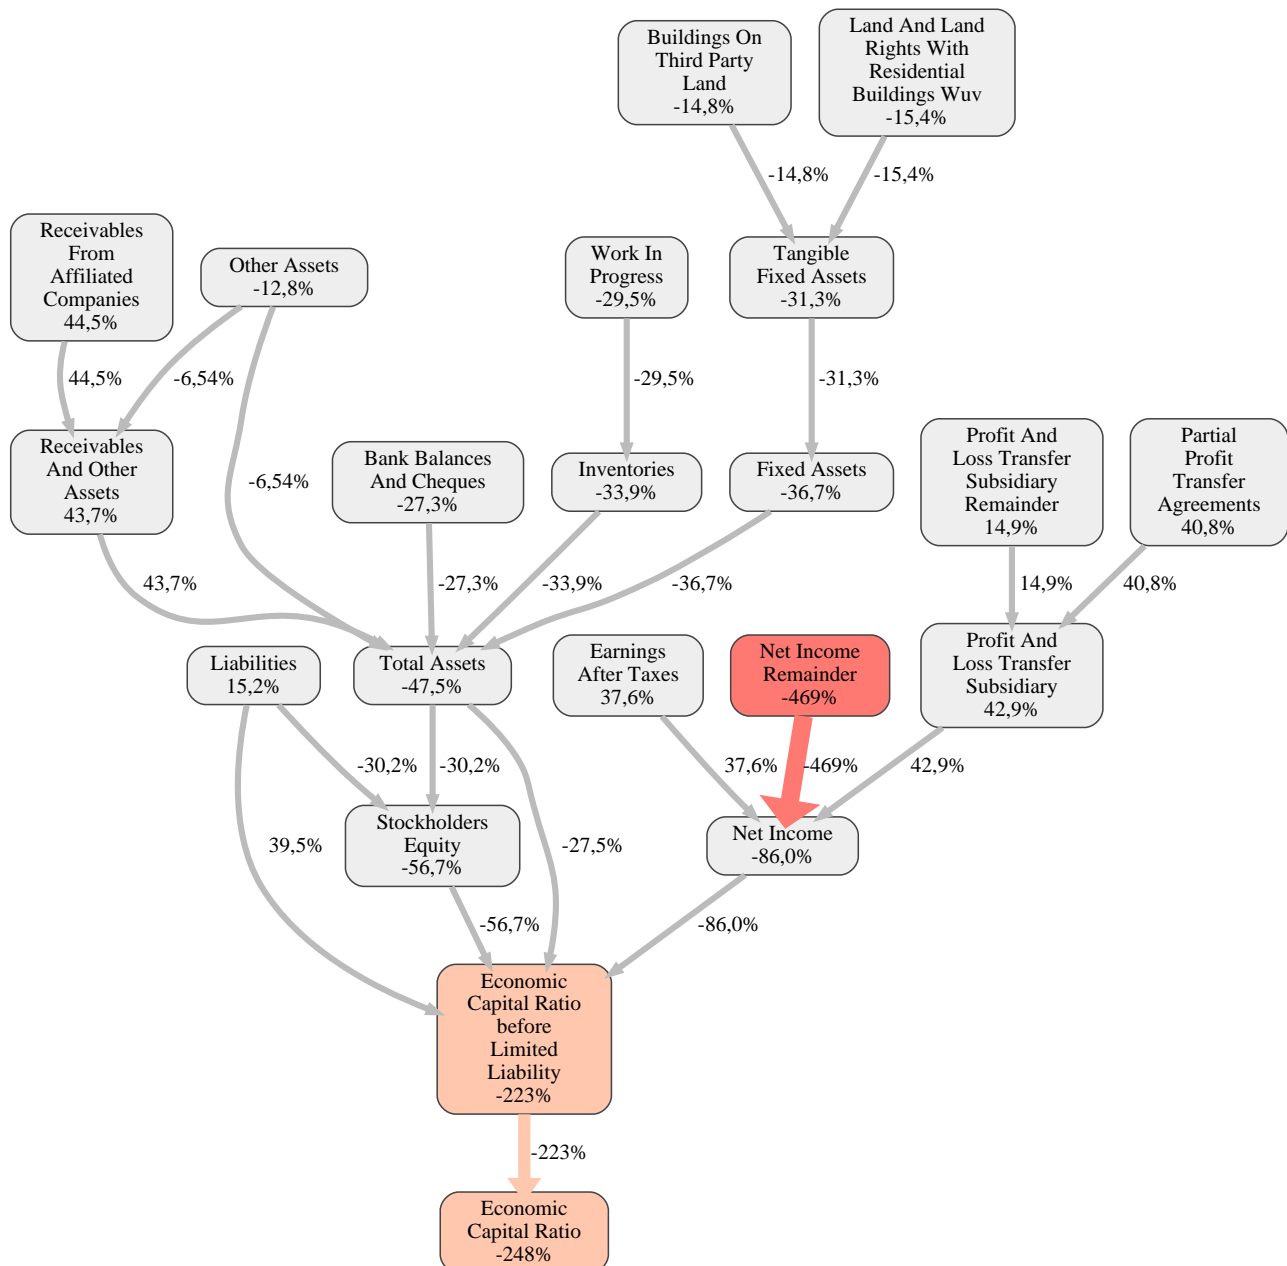 Buildings On
Third Party
Land
-14,8%
Land And Land
Rights With
Residential
Buildings Wuv
-15,4%
-14,8%
-15,4%
Receivables
From
Affiliated
Companies
44,5%
Other Assets
-12,8%
Work In
Progress
-29,5%
Tangible
Fixed Assets
-31,3%
44,5%
-6,54%
-29,5%
-31,3%
Receivables
And Other
Assets
43,7%
-6,54%
Bank Balances
And Cheques
-27,3%
Inventories
-33,9%
Fixed Assets
-36,7%
Profit And
Loss Transfer
Subsidiary
Remainder
14,9%
Partial
Profit
Transfer
Agreements
40,8%
43,7%
-27,3%
-33,9%
-36,7%
14,9%
40,8%
Liabilities
15,2%
Total Assets
-47,5%
Earnings
After Taxes
37,6%
Net Income
Remainder
-469%
Profit And
Loss Transfer
Subsidiary
42,9%
-30,2%
-30,2%
37,6%
-469%
42,9%
39,5%
Stockholders
Equity
-56,7%
-27,5%
Net Income
-86,0%
-56,7%
-86,0%
Economic
Capital Ratio
before
Limited
Liability
-223%
-223%
Economic
Capital Ratio
-248%